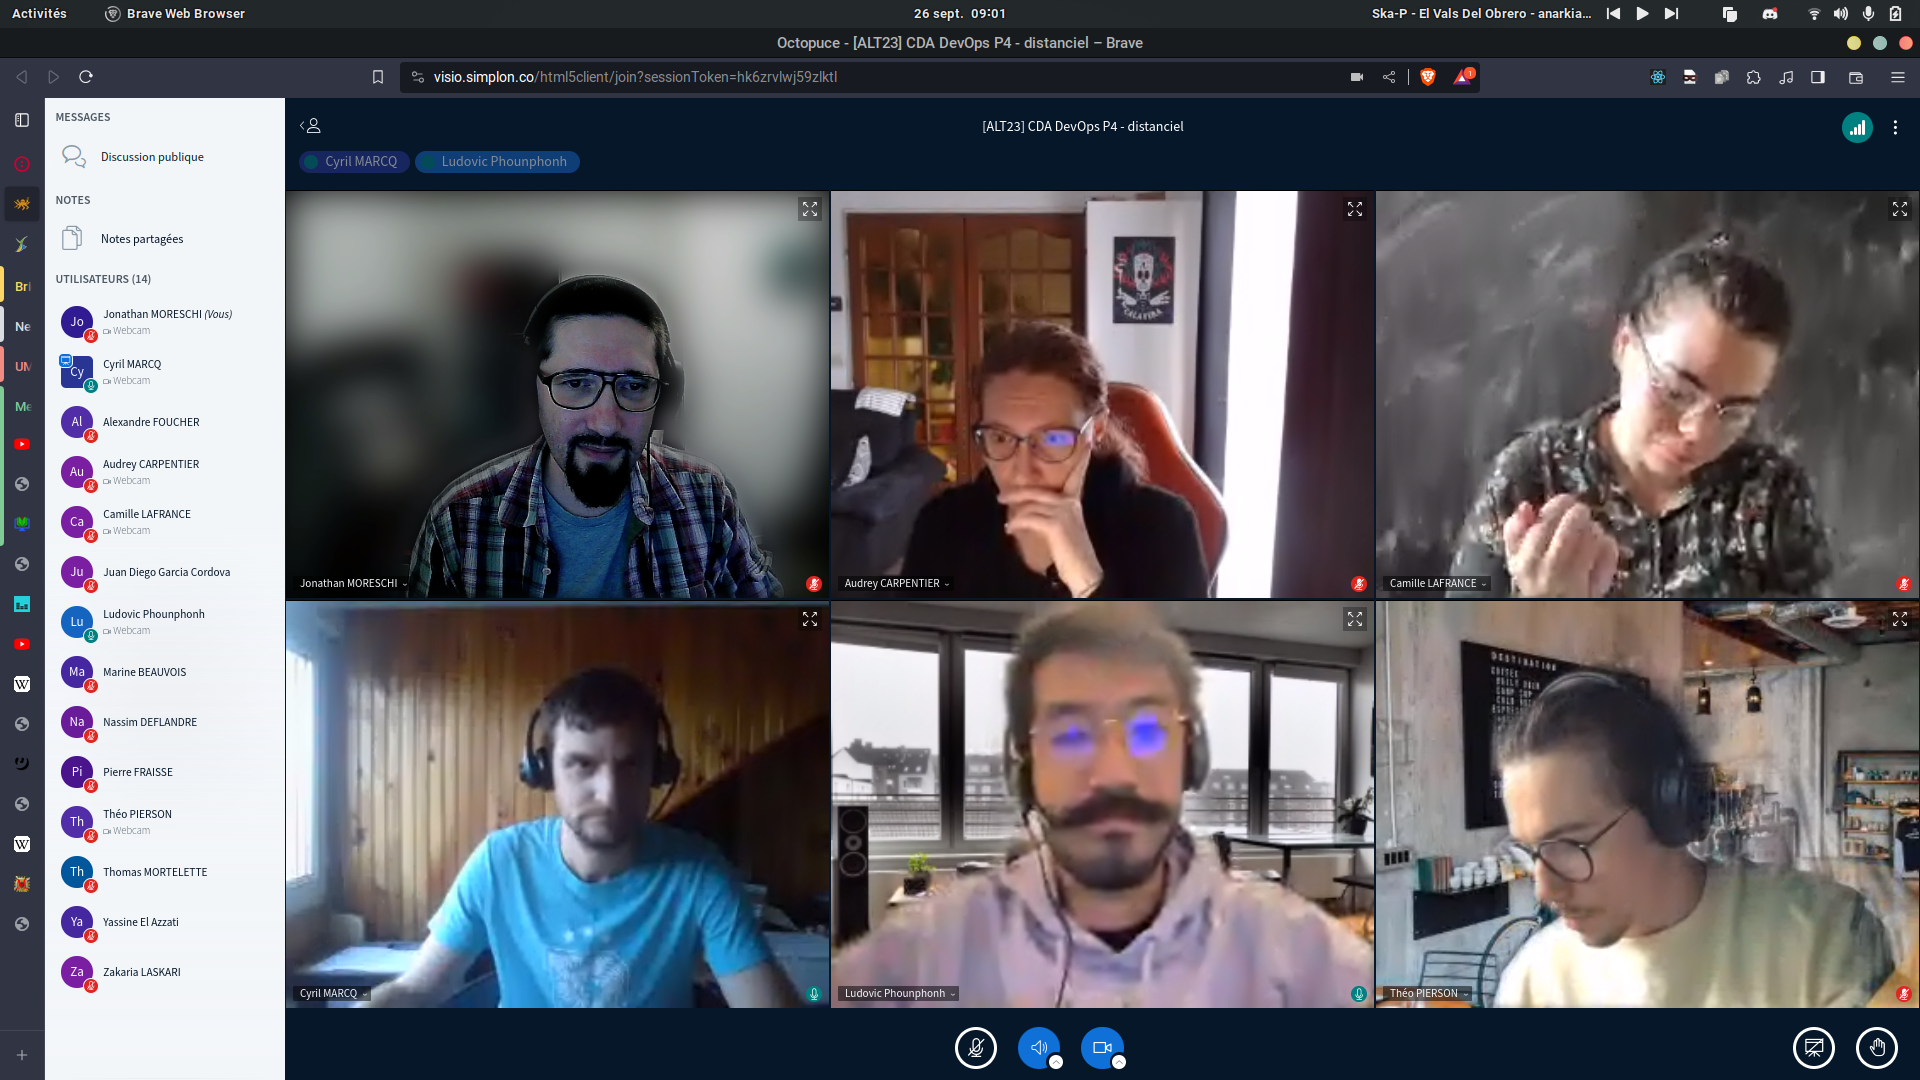 Activités
Brave Web Browser
26 sept. 09:01
Ska-P - El Vals Del Obrero - anarkia…
Octopuce - [ALT23] CDA DevOps P4 - distanciel – Brave
visio.simplon.co/html5client/join?sessionToken=hk6zrvlwj59zlktl
1
Bri
Ne
UN
Me
W
W
MESSAGES
Discussion publique
NOTES
Notes partagées
UTILISATEURS (14)
Jo
Jonathan MORESCHI (Vous)
Webcam
Cy
Cyril MARCQ
Webcam
Al
Alexandre FOUCHER
Au
Audrey CARPENTIER
Webcam
Ca
Camille LAFRANCE
Webcam
Ju
Juan Diego Garcia Cordova
Lu
Ludovic Phounphonh
Webcam
Ma
Marine BEAUVOIS
Na
Nassim DEFLANDRE
Pi
Pierre FRAISSE
Th
Théo PIERSON
Webcam
Th
Thomas MORTELETTE
Ya
Yassine El Azzati
Za
Zakaria LASKARI
[ALT23] CDA DevOps P4 - distanciel
Cyril MARCQ
Ludovic Phounphonh
CALAVERA
Jonathan MORESCHI
Audrey CARPENTIER
Camille LAFRANCE
DESTINATION
COFFEE
Cyril MARCQ
Ludovic Phounphonh
Théo PIERSON